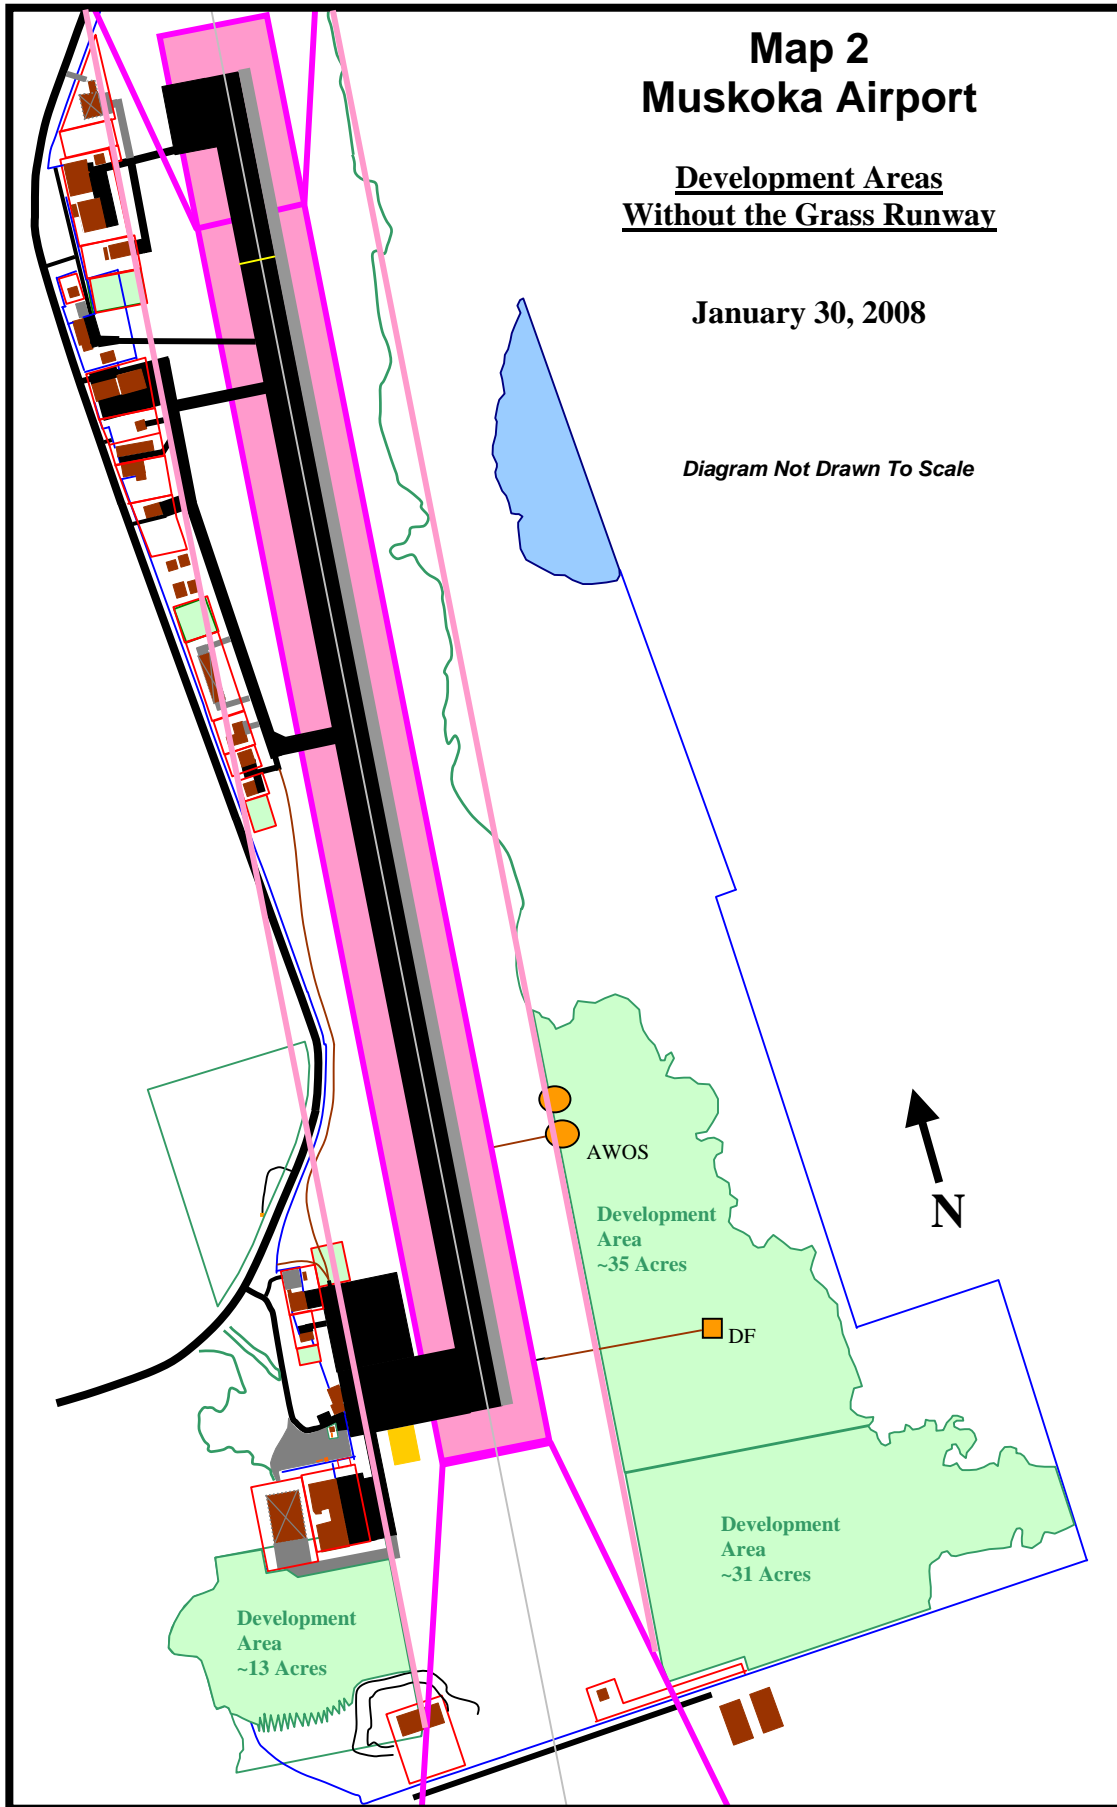 Map 2
Muskoka Airport
Development Areas
Without the Grass Runway
January 30, 2008
Diagram Not Drawn To Scale
AWOS
N
Development
Area
~35 Acres
DF
Development
Area
~31 Acres
Development
Area
~13 Acres